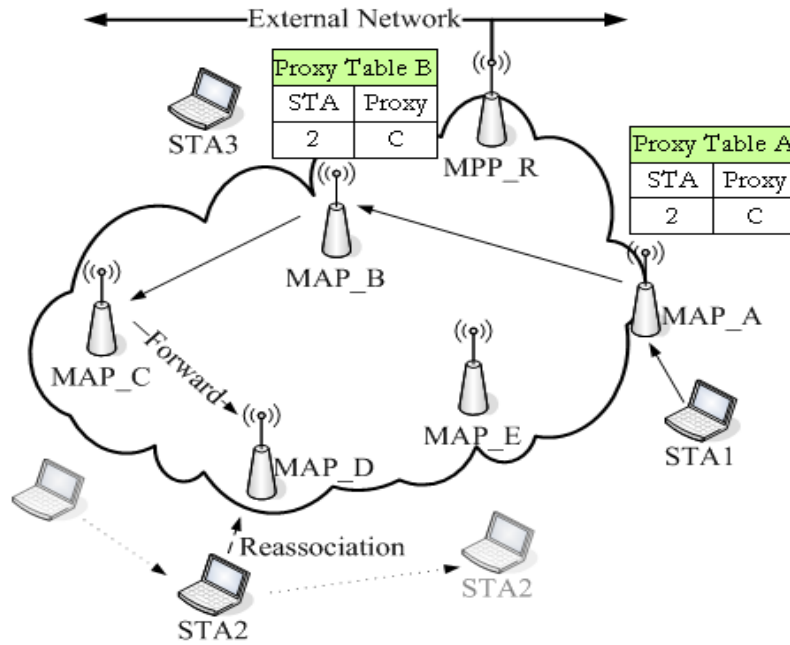 External Network
Proxy Table B
STA Proxy
2 C
STA3
MPP_R
Proxy Table A
STA Proxy
2 C
MAP_B
MAP_A
MAP_C
Forward
MAP_E
STA1
MAP_D
Reassociation
STA2
STA2